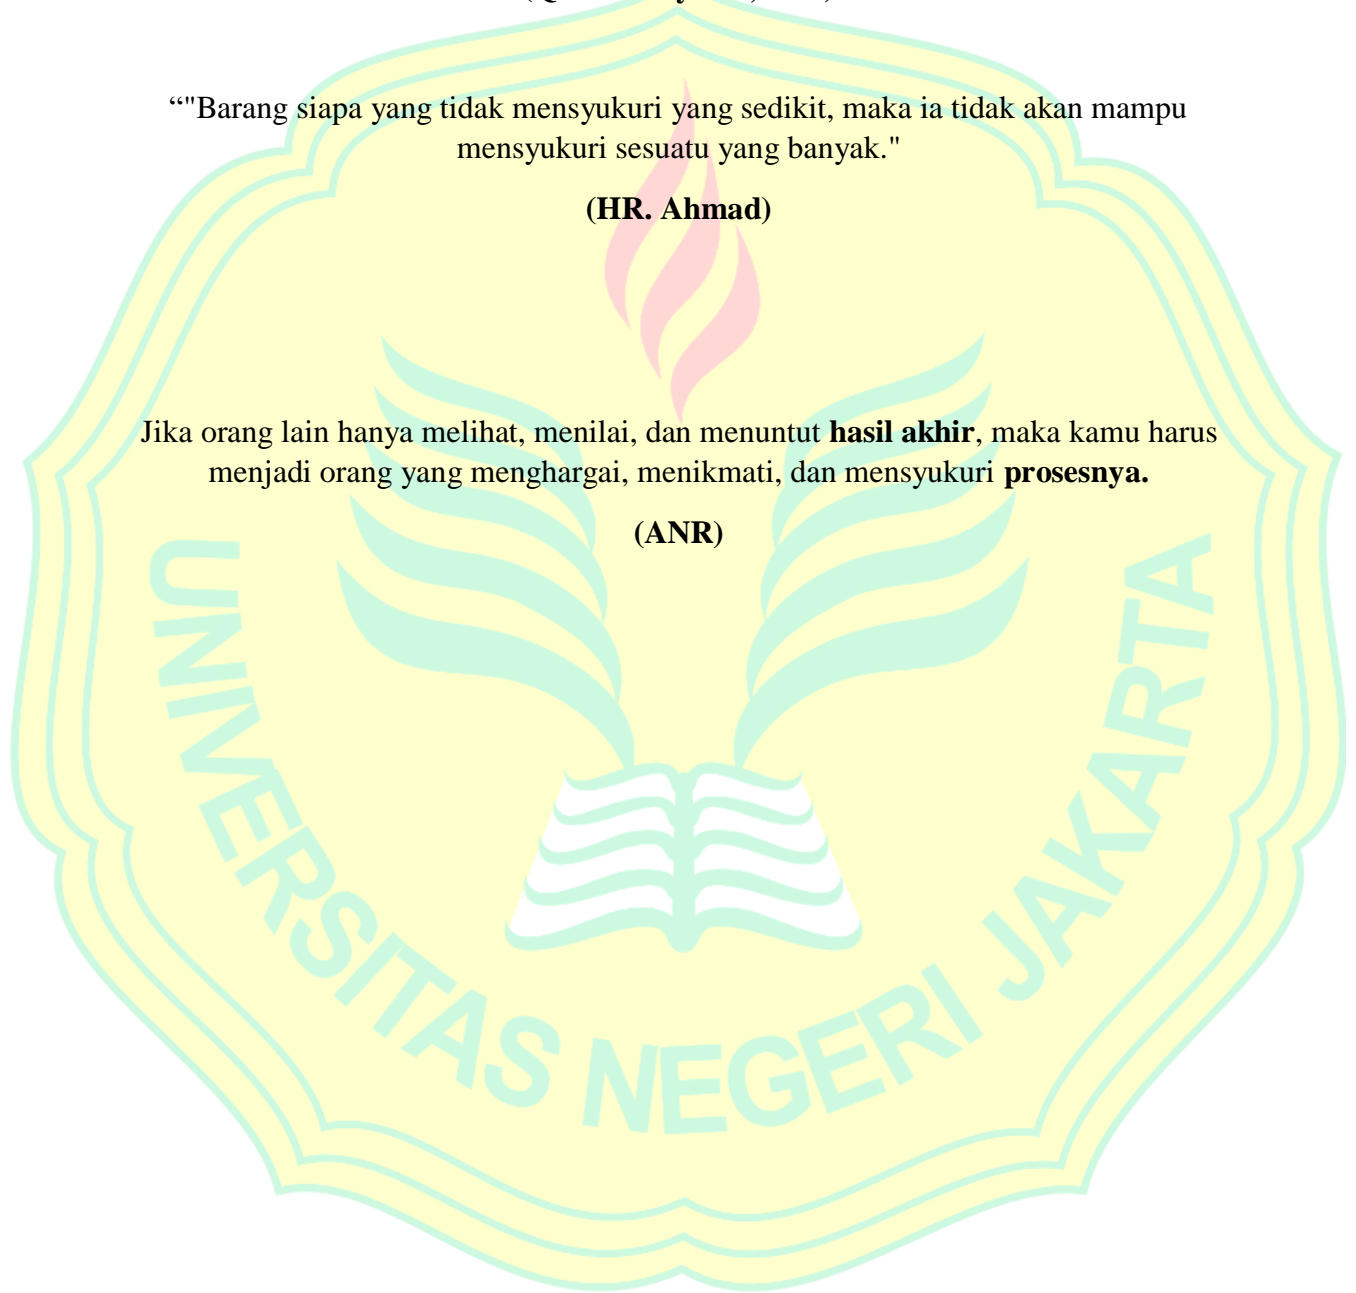 “"Barang siapa yang tidak mensyukuri yang sedikit, maka ia tidak akan mampu
mensyukuri sesuatu yang banyak."
(HR. Ahmad)
Jika orang lain hanya melihat, menilai, dan menuntut hasil akhir, maka kamu harus
menjadi orang yang menghargai, menikmati, dan mensyukuri prosesnya.
(ANR)
UNIVERSITAS NEGERI JAKARTA